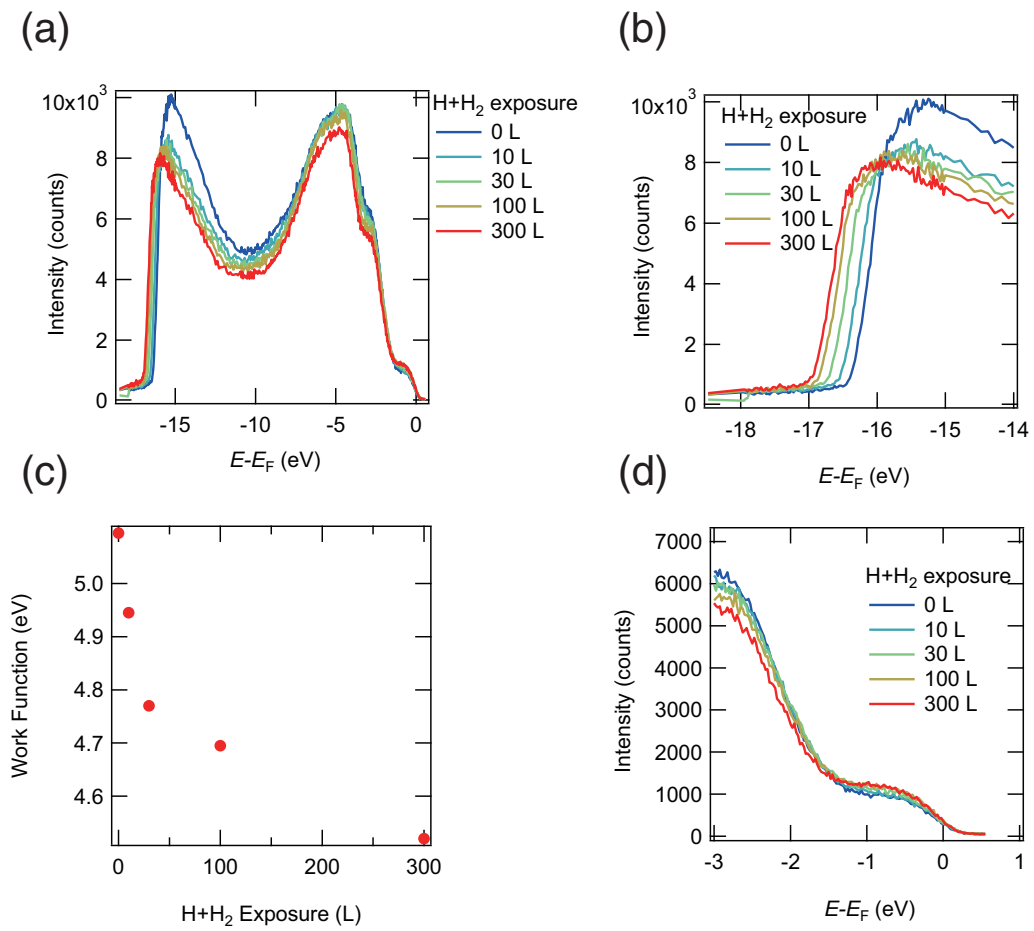 (a)
10x10³
8
6
4
2
0
Intensity (counts)
-15
-10
-5
0
E-E_F (eV)
H+H₂ exposure
0 L
10 L
30 L
100 L
300 L
(b)
10x10³
8
6
4
2
0
Intensity (counts)
H+H₂ exposure
0 L
10 L
30 L
100 L
300 L
-18
-17
-16
-15
-14
E-E_F (eV)
(c)
5.0
4.9
4.8
4.7
4.6
Work Function (eV)
0
100
200
300
H+H₂ Exposure (L)
(d)
7000
6000
5000
4000
3000
2000
1000
0
Intensity (counts)
H+H₂ exposure
0 L
10 L
30 L
100 L
300 L
-3
-2
-1
0
1
E-E_F (eV)